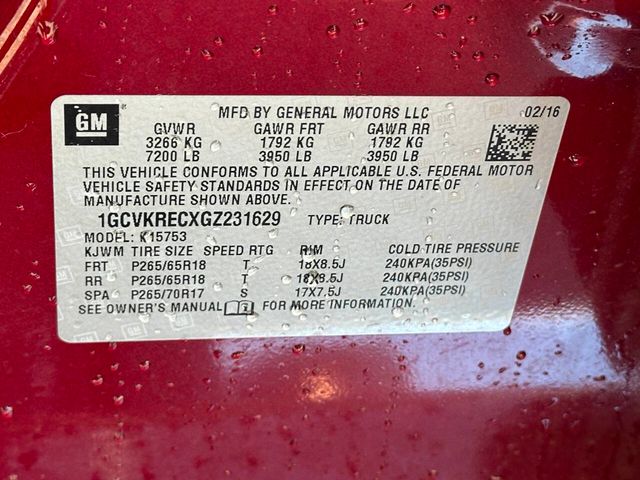 GM
MFD BY GENERAL MOTORS LLC 02/16
GVWR GAWR FRT GAWR RR
3266 KG 1792 KG 1792 KG
7200 LB 3950 LB 3950 LB
THIS VEHICLE CONFORMS TO ALL APPLICABLE U.S. FEDERAL MOTOR
VEHICLE SAFETY STANDARDS IN EFFECT ON THE DATE OF
MANUFACTURE SHOWN ABOVE.
1GCVKRECXGZ231629 TYPE: TRUCK
MODEL: K15753
KJWM TIRE SIZE SPEED RTG RIM COLD TIRE PRESSURE
FRT P265/65R18 T 18X8.5J 240KPA(35PSI)
RR P265/65R18 T 18X8.5J 240KPA(35PSI)
SPA P265/70R17 S 17X7.5J 240KPA(35PSI)
SEE OWNER'S MANUAL FOR MORE INFORMATION.